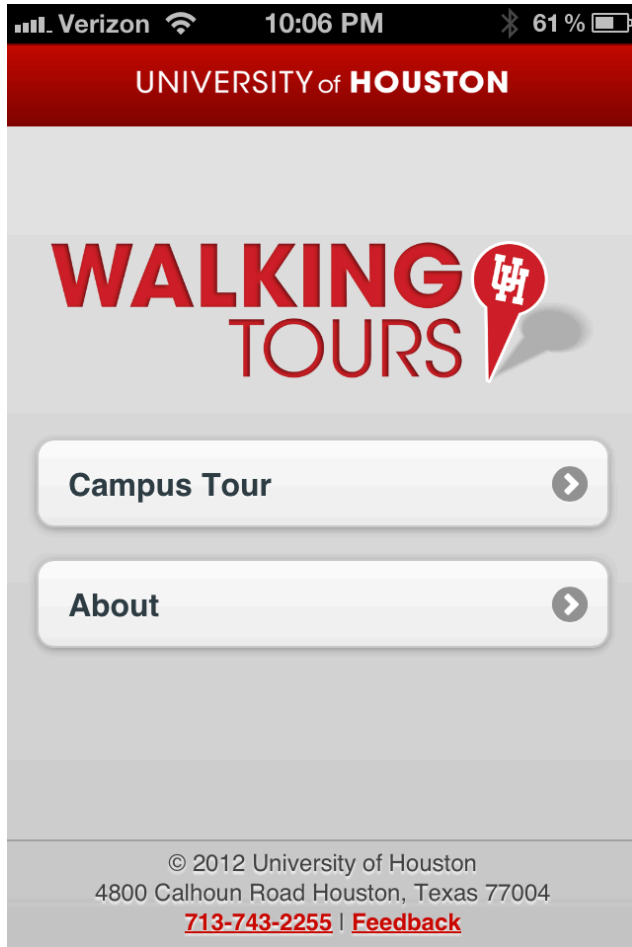 Verizon 10:06 PM 61 %
UNIVERSITY of HOUSTON
WALKING
TOURS
UH
Campus Tour
About
© 2012 University of Houston
4800 Calhoun Road Houston, Texas 77004
713-743-2255 | Feedback